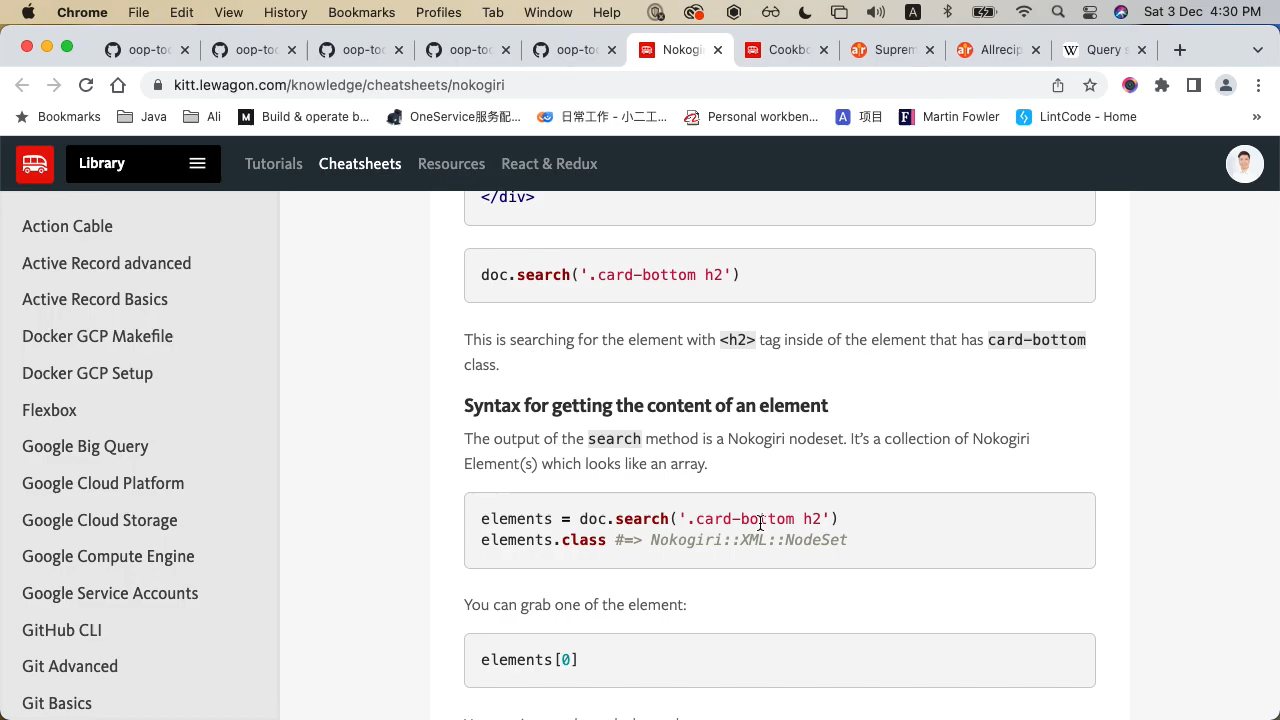 Chrome File Edit View History Bookmarks Profiles Tab Window Help A Sat 3 Dec 4:30 PM
oop-too oop-too oop-too oop-too oop-too Nokogi Cookbo Suprem Allrecip Query s
kitt.lewagon.com/knowledge/cheatsheets/nokogiri
Bookmarks Java Ali Build & operate b... OneService服务配... 日常工作 - 小二工... Personal workben... 项目 Martin Fowler LintCode - Home »
Library Tutorials Cheatsheets Resources React & Redux
Action Cable
Active Record advanced
Active Record Basics
Docker GCP Makefile
Docker GCP Setup
Flexbox
Google Big Query
Google Cloud Platform
Google Cloud Storage
Google Compute Engine
Google Service Accounts
GitHub CLI
Git Advanced
Git Basics
</div>
doc.search('.card-bottom h2')
This is searching for the element with <h2> tag inside of the element that has card-bottom
class.
Syntax for getting the content of an element
The output of the search method is a Nokogiri nodeset. It's a collection of Nokogiri
Element(s) which looks like an array.
elements = doc.search('.card-bottom h2')
elements.class #=> Nokogiri::XML::NodeSet
You can grab one of the element:
elements[0]